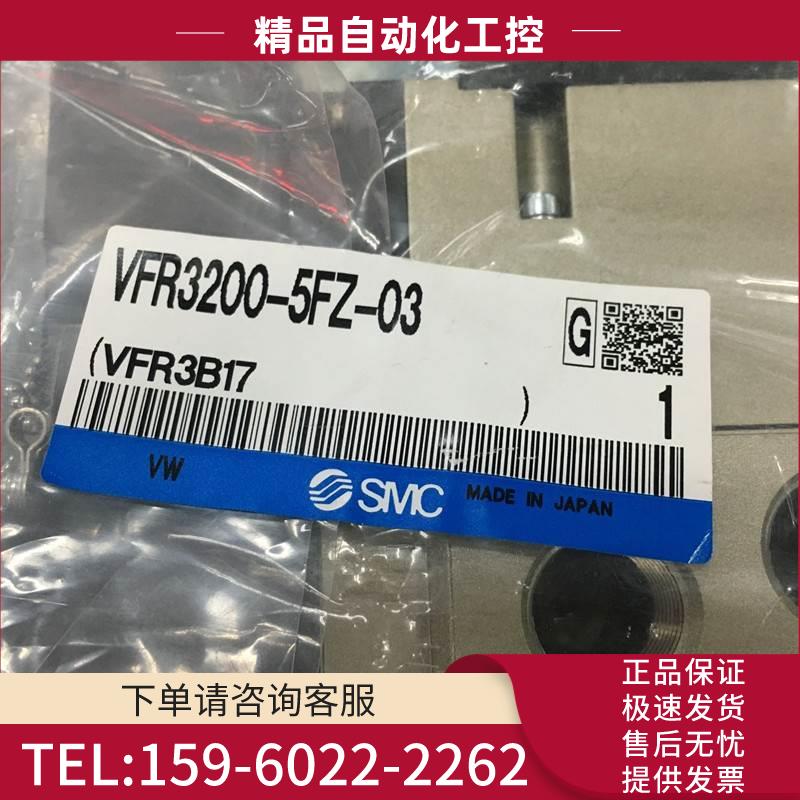 精品自动化工控
VFR3200-5FZ-03
G
(VFR3B17 )
1
VW
SMC MADE IN JAPAN
下单请咨询客服
TEL:159-6022-2262
正品保证
极速发货
售后无忧
提供发票